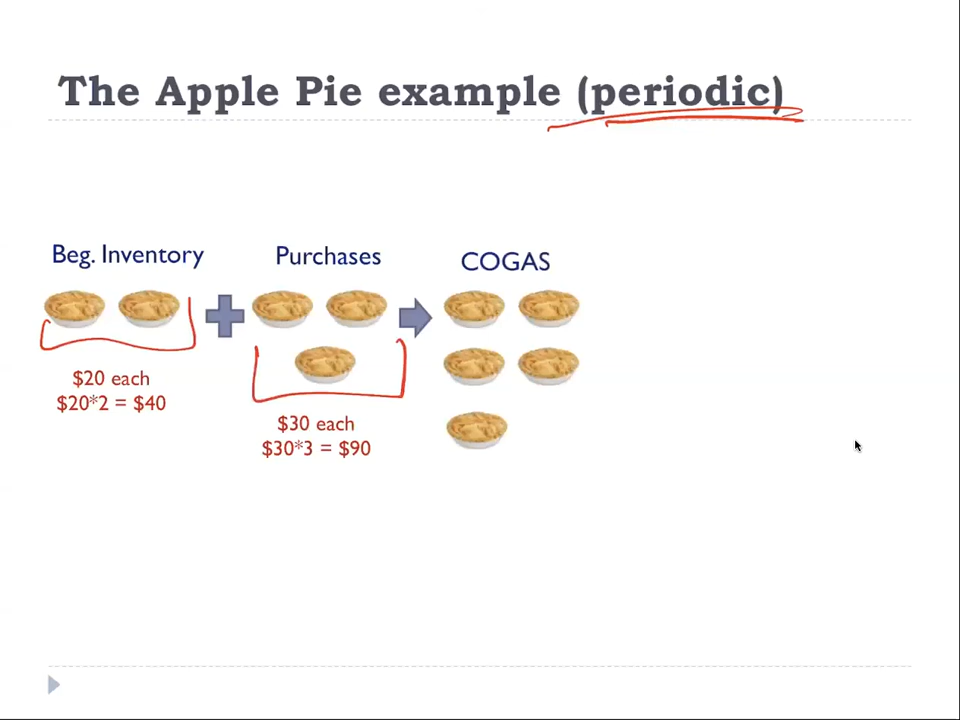 The Apple Pie example (periodic)
Beg. Inventory
Purchases
COGAS
$20 each
$20*2 = $40
$30 each
$30*3 = $90